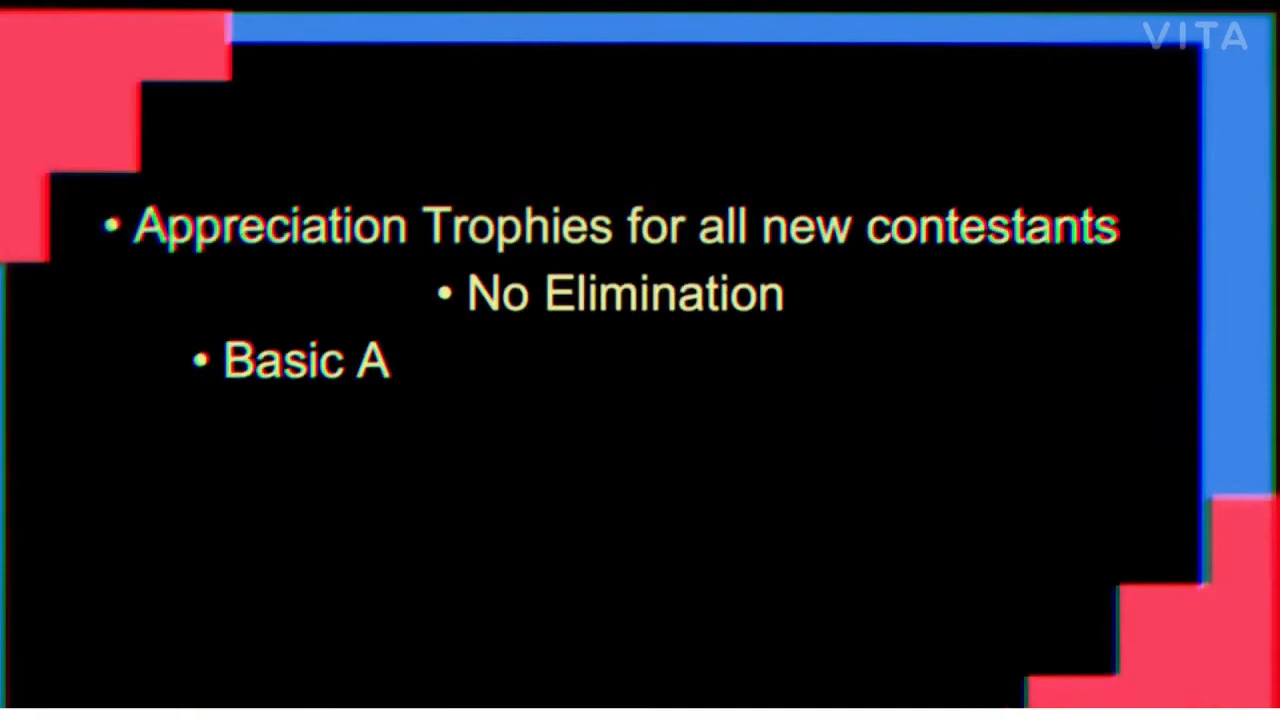 VITA
• Appreciation Trophies for all new contestants
• No Elimination
• Basic A